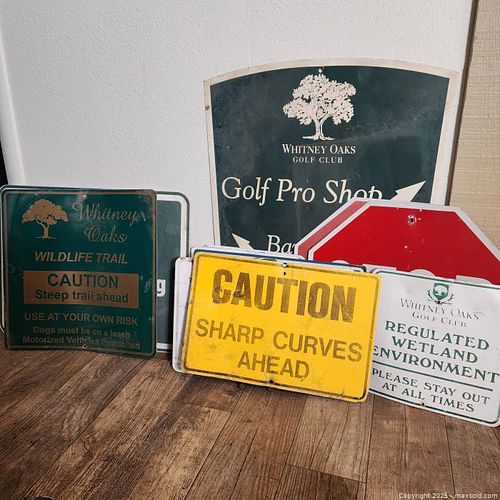 WHITNEY OAKS
GOLF CLUB
Golf Pro Shop
Whitney
Oaks
WILDLIFE TRAIL
CAUTION
Steep trail ahead
USE AT YOUR OWN RISK
Dogs must be on a leash
Motorized Vehicles Prohibited
g
CAUTION
SHARP CURVES
AHEAD
WHITNEY OAKS
GOLF CLUB
REGULATED
WETLAND
ENVIRONMENT
PLEASE STAY OUT
AT ALL TIMES
Copyright 2025 - maxsold.com